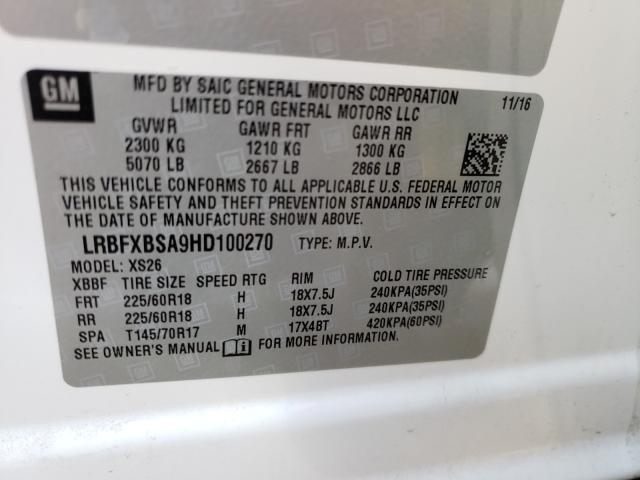 GM
MFD BY SAIC GENERAL MOTORS CORPORATION
LIMITED FOR GENERAL MOTORS LLC
11/16
GVWR GAWR FRT GAWR RR
2300 KG 1210 KG 1300 KG
5070 LB 2667 LB 2866 LB
THIS VEHICLE CONFORMS TO ALL APPLICABLE U.S. FEDERAL MOTOR
VEHICLE SAFETY AND THEFT PREVENTION STANDARDS IN EFFECT ON
THE DATE OF MANUFACTURE SHOWN ABOVE.
LRBFXBSA9HD100270 TYPE: M.P.V.
MODEL: XS26
XBBF TIRE SIZE SPEED RTG RIM COLD TIRE PRESSURE
FRT 225/60R18 H 18X7.5J 240KPA(35PSI)
RR 225/60R18 H 18X7.5J 240KPA(35PSI)
SPA T145/70R17 M 17X4BT 420KPA(60PSI)
SEE OWNER'S MANUAL FOR MORE INFORMATION.